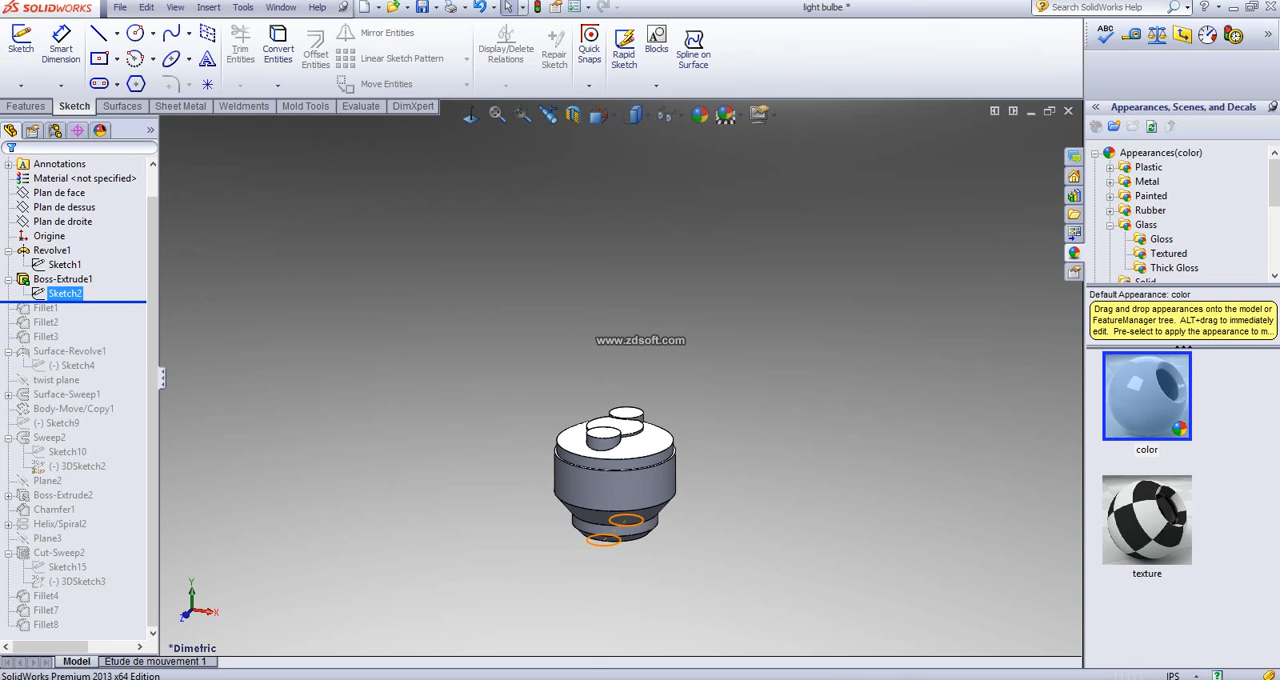 SOLIDWORKS File Edit View Insert Tools Window Help light bulbe * Search SolidWorks Help
Sketch Smart Dimension Trim Entities Convert Entities Offset Entities Mirror Entities Linear Sketch Pattern Move Entities Display/Delete Relations Repair Sketch Quick Snaps Rapid Sketch Blocks Spline on Surface
ABC
Features Sketch Surfaces Sheet Metal Weldments Mold Tools Evaluate DimXpert
Appearances, Scenes, and Decals
Annotations
Material <not specified>
Plan de face
Plan de dessus
Plan de droite
Origine
Revolve1
Sketch1
Boss-Extrude1
Sketch2
Fillet1
Fillet2
Fillet3
Surface-Revolve1
(-) Sketch4
twist plane
Surface-Sweep1
Body-Move/Copy1
(-) Sketch9
Sweep2
Sketch10
(-) 3DSketch2
Plane2
Boss-Extrude2
Chamfer1
Helix/Spiral2
Plane3
Cut-Sweep2
Sketch15
(-) 3DSketch3
Fillet4
Fillet7
Fillet8
www.zdsoft.com
Y
X
Z
*Dimetric
Appearances(color)
Plastic
Metal
Painted
Rubber
Glass
Gloss
Textured
Thick Gloss
Default Appearance: color
Drag and drop appearances onto the model or
FeatureManager tree. ALT+drag to immediately
edit. Pre-select to apply the appearance to m...
color
texture
Model Etude de mouvement 1
SolidWorks Premium 2013 x64 Edition IPS